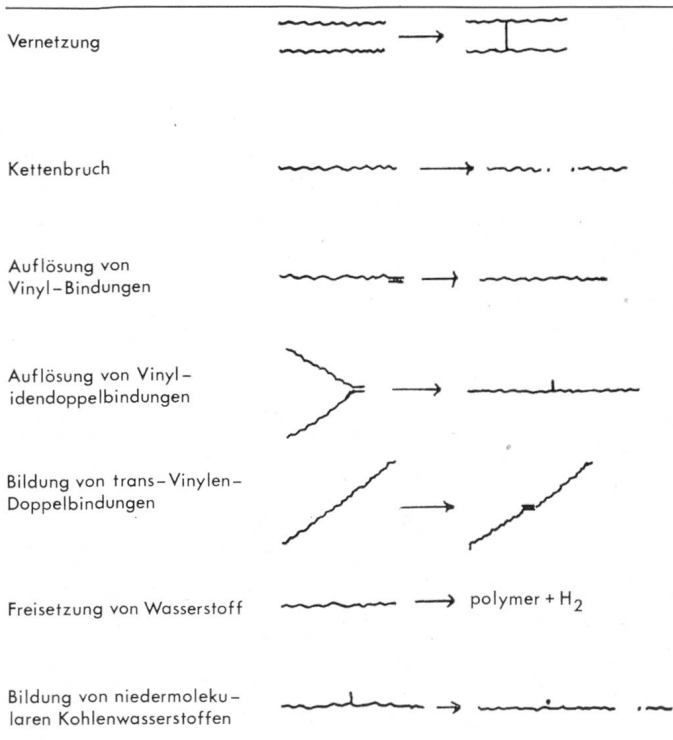 Vernetzung
Kettenbruch
Auflösung von
Vinyl-Bindungen
Auflösung von Vinyl-
idendoppelbindungen
Bildung von trans-Vinylen-
Doppelbindungen
Freisetzung von Wasserstoff
polymer + H₂
Bildung von niedermoleku-
laren Kohlenwasserstoffen